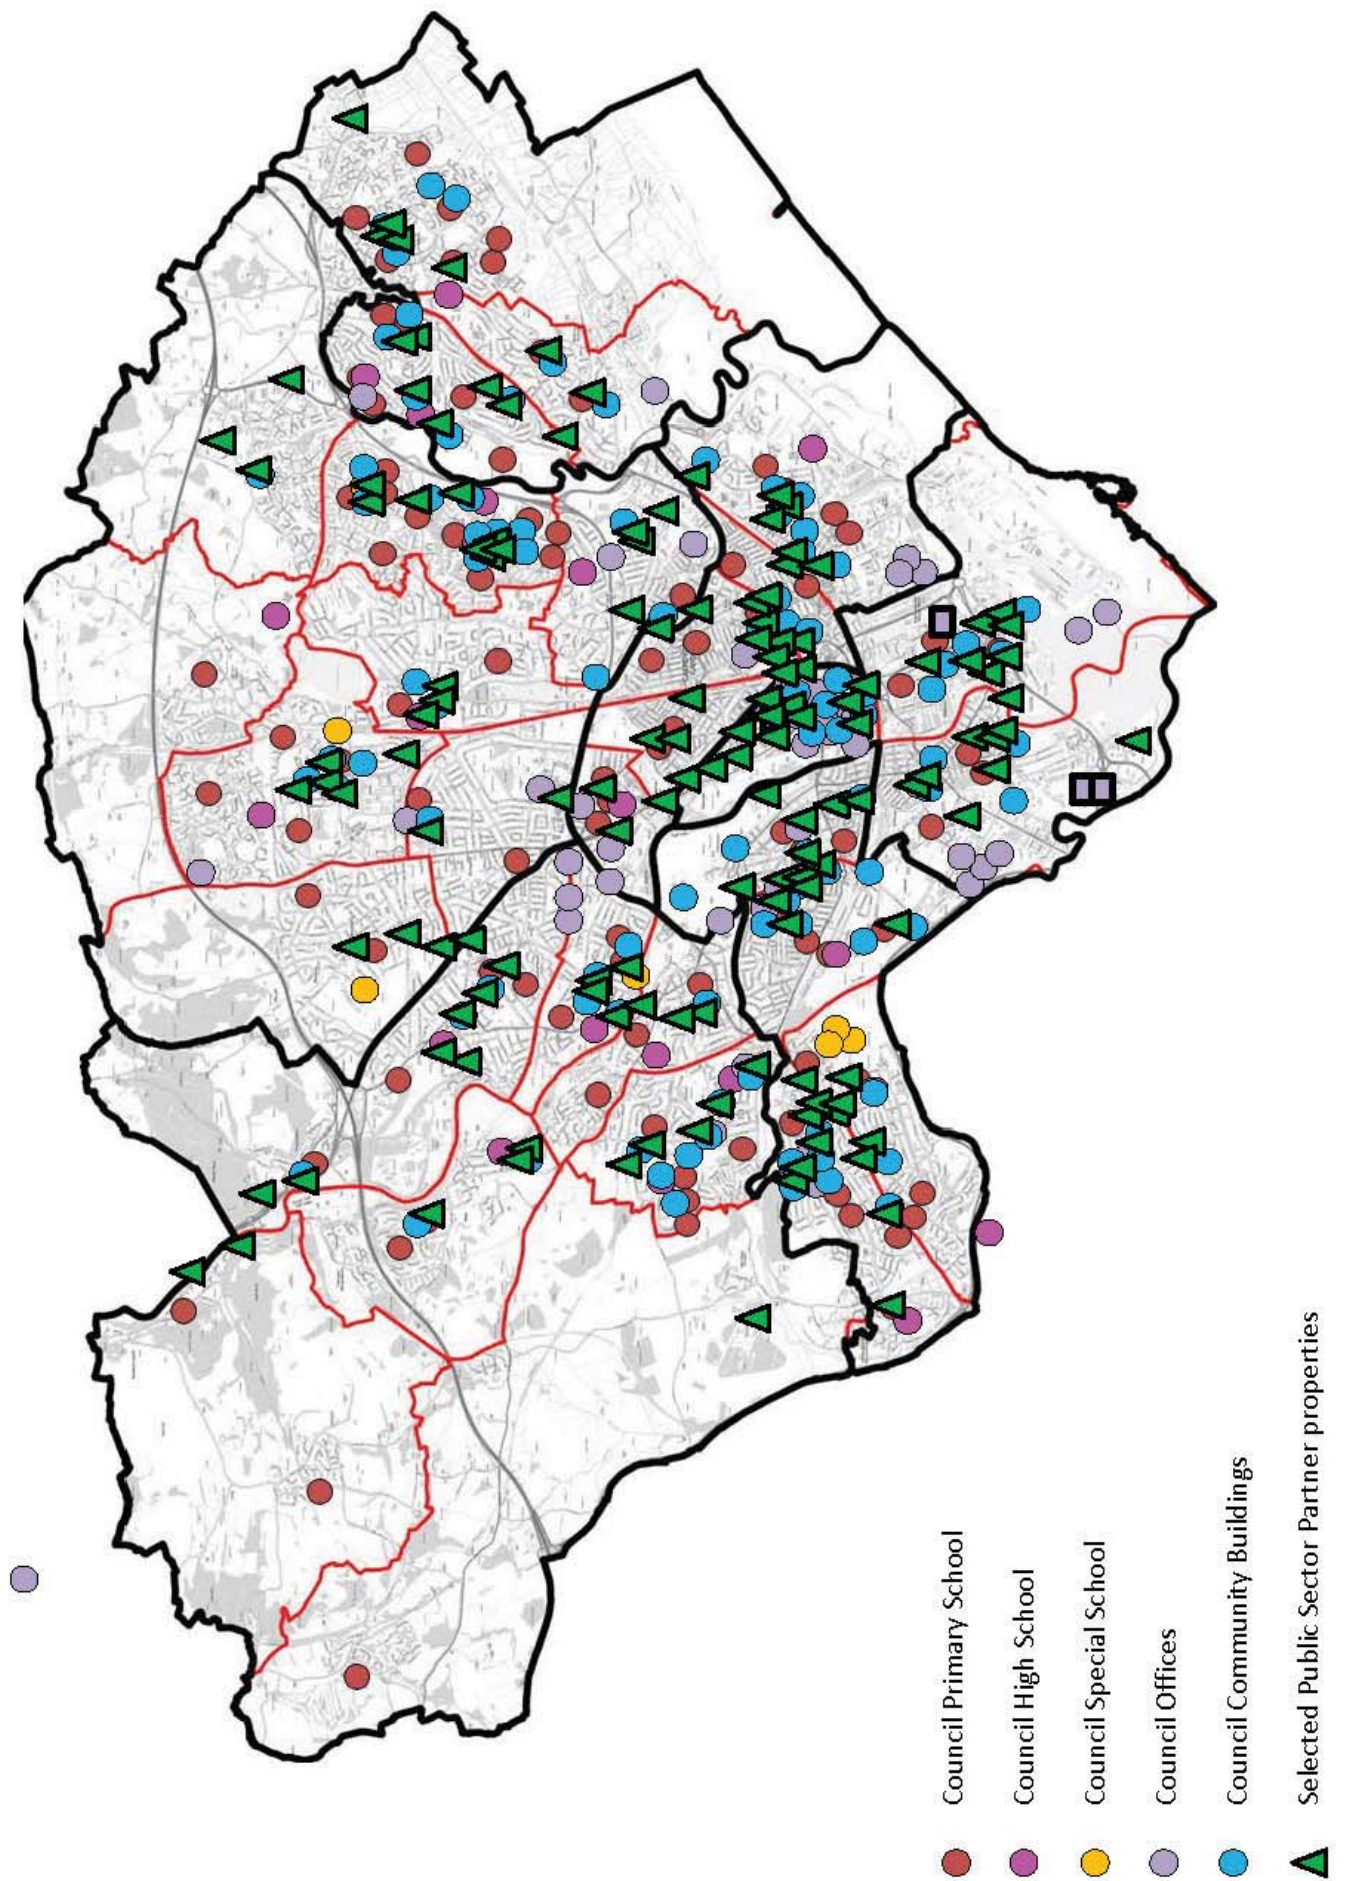 Council Primary School
Council High School
Council Special School
Council Offices
Council Community Buildings
Selected Public Sector Partner properties